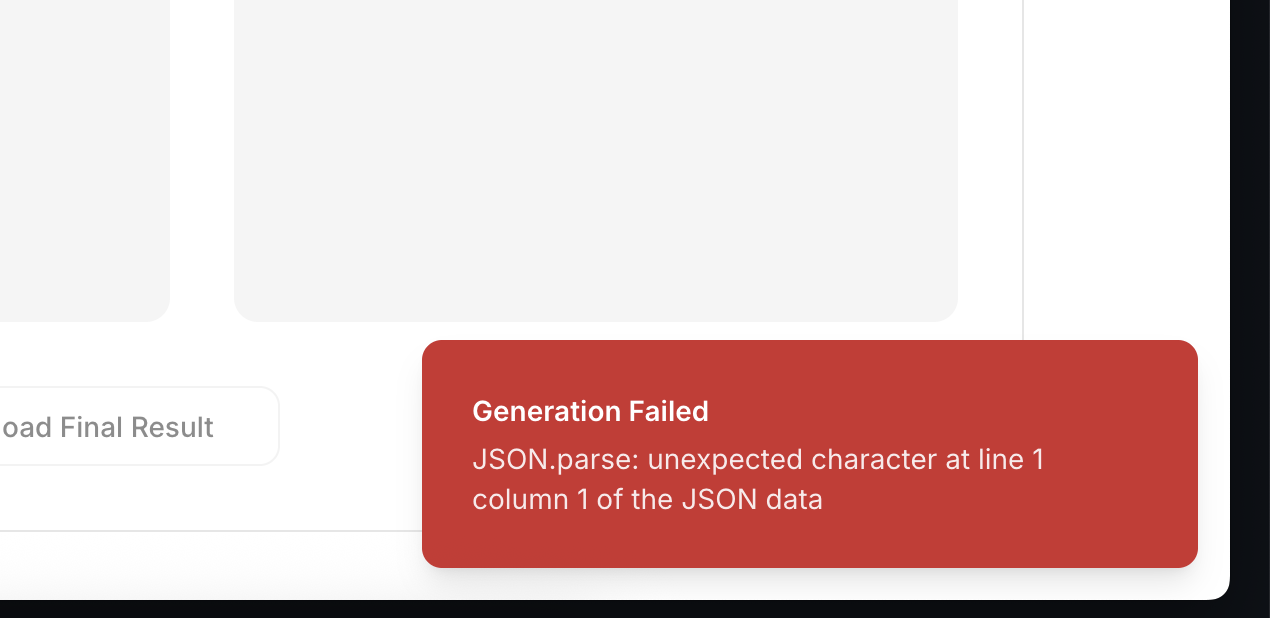 oad Final Result
Generation Failed
JSON.parse: unexpected character at line 1
column 1 of the JSON data